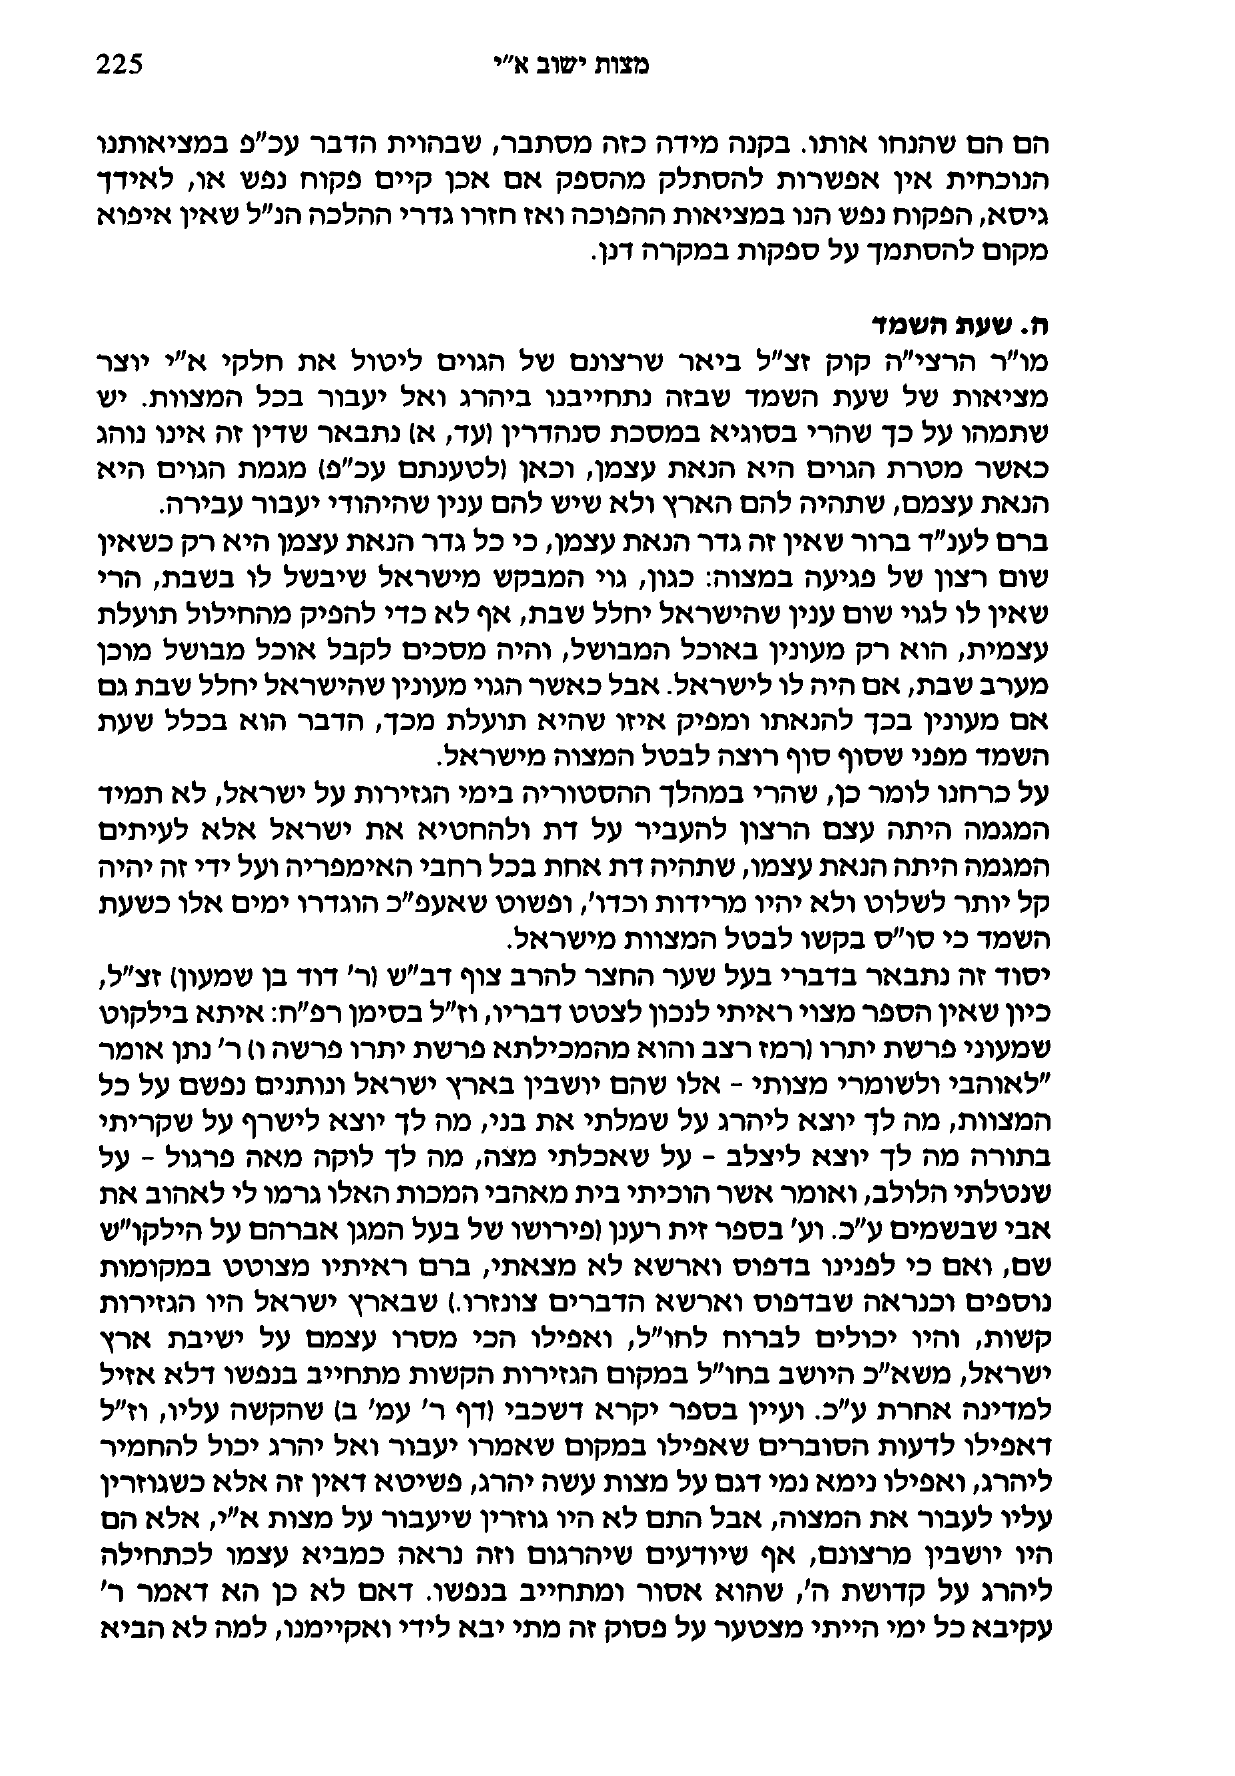 מצות ישוב א"י 225
הם הם שהנחו אותו. בקנה מידה כזה מסתבר, שבהוית הדבר עכ"פ במציאותנו
הנוכחית אין אפשרות להסתלק מהספק אם אכן קיים פקוח נפש או, לאידך
גיסא, הפקוח נפש הנו במציאות ההפוכה ואז חזרו גדרי ההלכה הנ"ל שאין איפוא
מקום להסתמך על ספקות במקרה דנן.
ה. שעת השמד
מו"ר הרצי"ה קוק זצ"ל ביאר שרצונם של הגוים ליטול את חלקי א"י יוצר
מציאות של שעת השמד שבזה נתחייבנו ביהרג ואל יעבור בכל המצוות. יש
שתמהו על כך שהרי בסוגיא במסכת סנהדרין (עד, א) נתבאר שדין זה אינו נוהג
כאשר מטרת הגוים היא הנאת עצמן, וכאן (לטענתם עכ"פ) מגמת הגוים היא
הנאת עצמם, שתהיה להם הארץ ולא שיש להם ענין שהיהודי יעבור עבירה.
ברם לענ"ד ברור שאין זה גדר הנאת עצמן, כי כל גדר הנאת עצמן היא רק כשאין
שום רצון של פגיעה במצוה: כגון, גוי המבקש מישראל שיבשל לו בשבת, הרי
שאין לו לגוי שום ענין שהישראל יחלל שבת, אף לא כדי להפיק מהחילול תועלת
עצמית, הוא רק מעונין באוכל המבושל, והיה מסכים לקבל אוכל מבושל מוכן
מערב שבת, אם היה לו לישראל. אבל כאשר הגוי מעונין שהישראל יחלל שבת גם
אם מעונין בכך להנאתו ומפיק איזו שהיא תועלת מכך, הדבר הוא בכלל שעת
השמד מפני שסוף סוף רוצה לבטל המצוה מישראל.
על כרחנו לומר כן, שהרי במהלך ההסטוריה בימי הגזירות על ישראל, לא תמיד
המגמה היתה עצם הרצון להעביר על דת ולהחטיא את ישראל אלא לעיתים
המגמה היתה הנאת עצמו, שתהיה דת אחת בכל רחבי האימפריה ועל ידי זה יהיה
קל יותר לשלוט ולא יהיו מרידות וכדו', ופשוט שאעפ"כ הוגדרו ימים אלו כשעת
השמד כי סו"ס בקשו לבטל המצוות מישראל.
יסוד זה נתבאר בדברי בעל שער החצר להרב צוף דב"ש (ר' דוד בן שמעון) זצ"ל,
כיון שאין הספר מצוי ראיתי לנכון לצטט דבריו, וז"ל בסימן רפ"ח: איתא בילקוט
שמעוני פרשת יתרו (רמז רצב והוא מהמכילתא פרשת יתרו פרשה ו) ר' נתן אומר
"לאוהבי ולשומרי מצותי - אלו שהם יושבין בארץ ישראל ונותנים נפשם על כל
המצוות, מה לך יוצא ליהרג על שמלתי את בני, מה לך יוצא לישרף על שקריתי
בתורה מה לך יוצא ליצלב - על שאכלתי מצה, מה לך לוקה מאה פרגול - על
שנטלתי הלולב, ואומר אשר הוכיתי בית מאהבי המכות האלו גרמו לי לאהוב את
אבי שבשמים ע"כ. וע' בספר זית רענן (פירושו של בעל המגן אברהם על הילקו"ש
שם, ואם כי לפנינו בדפוס וארשא לא מצאתי, ברם ראיתיו מצוטט במקומות
נוספים וכנראה שבדפוס וארשא הדברים צונזרו.) שבארץ ישראל היו הגזירות
קשות, והיו יכולים לברוח לחו"ל, ואפילו הכי מסרו עצמם על ישיבת ארץ
ישראל, משא"כ היושב בחו"ל במקום הגזירות הקשות מתחייב בנפשו דלא אזיל
למדינה אחרת ע"כ. ועיין בספר יקרא דשכבי (דף ר' עמ' ב) שהקשה עליו, וז"ל
דאפילו לדעות הסוברים שאפילו במקום שאמרו יעבור ואל יהרג יכול להחמיר
ליהרג, ואפילו נימא נמי דגם על מצות עשה יהרג, פשיטא דאין זה אלא כשגוזרין
עליו לעבור את המצוה, אבל התם לא היו גוזרין שיעבור על מצות א"י, אלא הם
היו יושבין מרצונם, אף שיודעים שיהרגום וזה נראה כמביא עצמו לכתחילה
ליהרג על קדושת ה', שהוא אסור ומתחייב בנפשו. דאם לא כן הא דאמר ר'
עקיבא כל ימי הייתי מצטער על פסוק זה מתי יבא לידי ואקיימנו, למה לא הביא